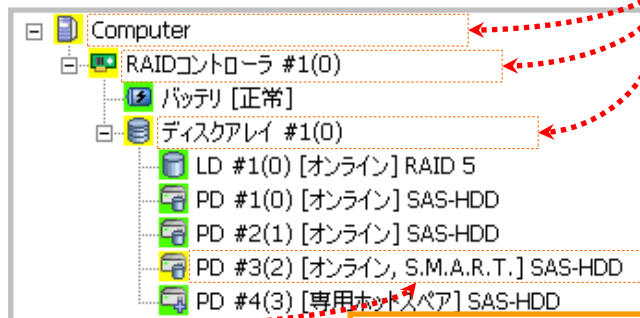 Computer
RAIDコントローラ #1(0)
バッテリ [正常]
ディスクアレイ #1(0)
LD #1(0) [オンライン] RAID 5
PD #1(0) [オンライン] SAS-HDD
PD #2(1) [オンライン] SAS-HDD
PD #3(2) [オンライン, S.M.A.R.T.] SAS-HDD
PD #4(3) [専用ホットスペア] SAS-HDD